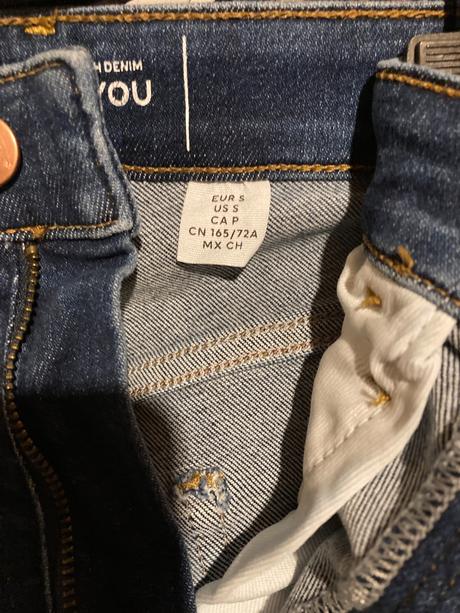 DENIM
YOU
EUR S
US S
CA P
CN 165/72A
MX CH